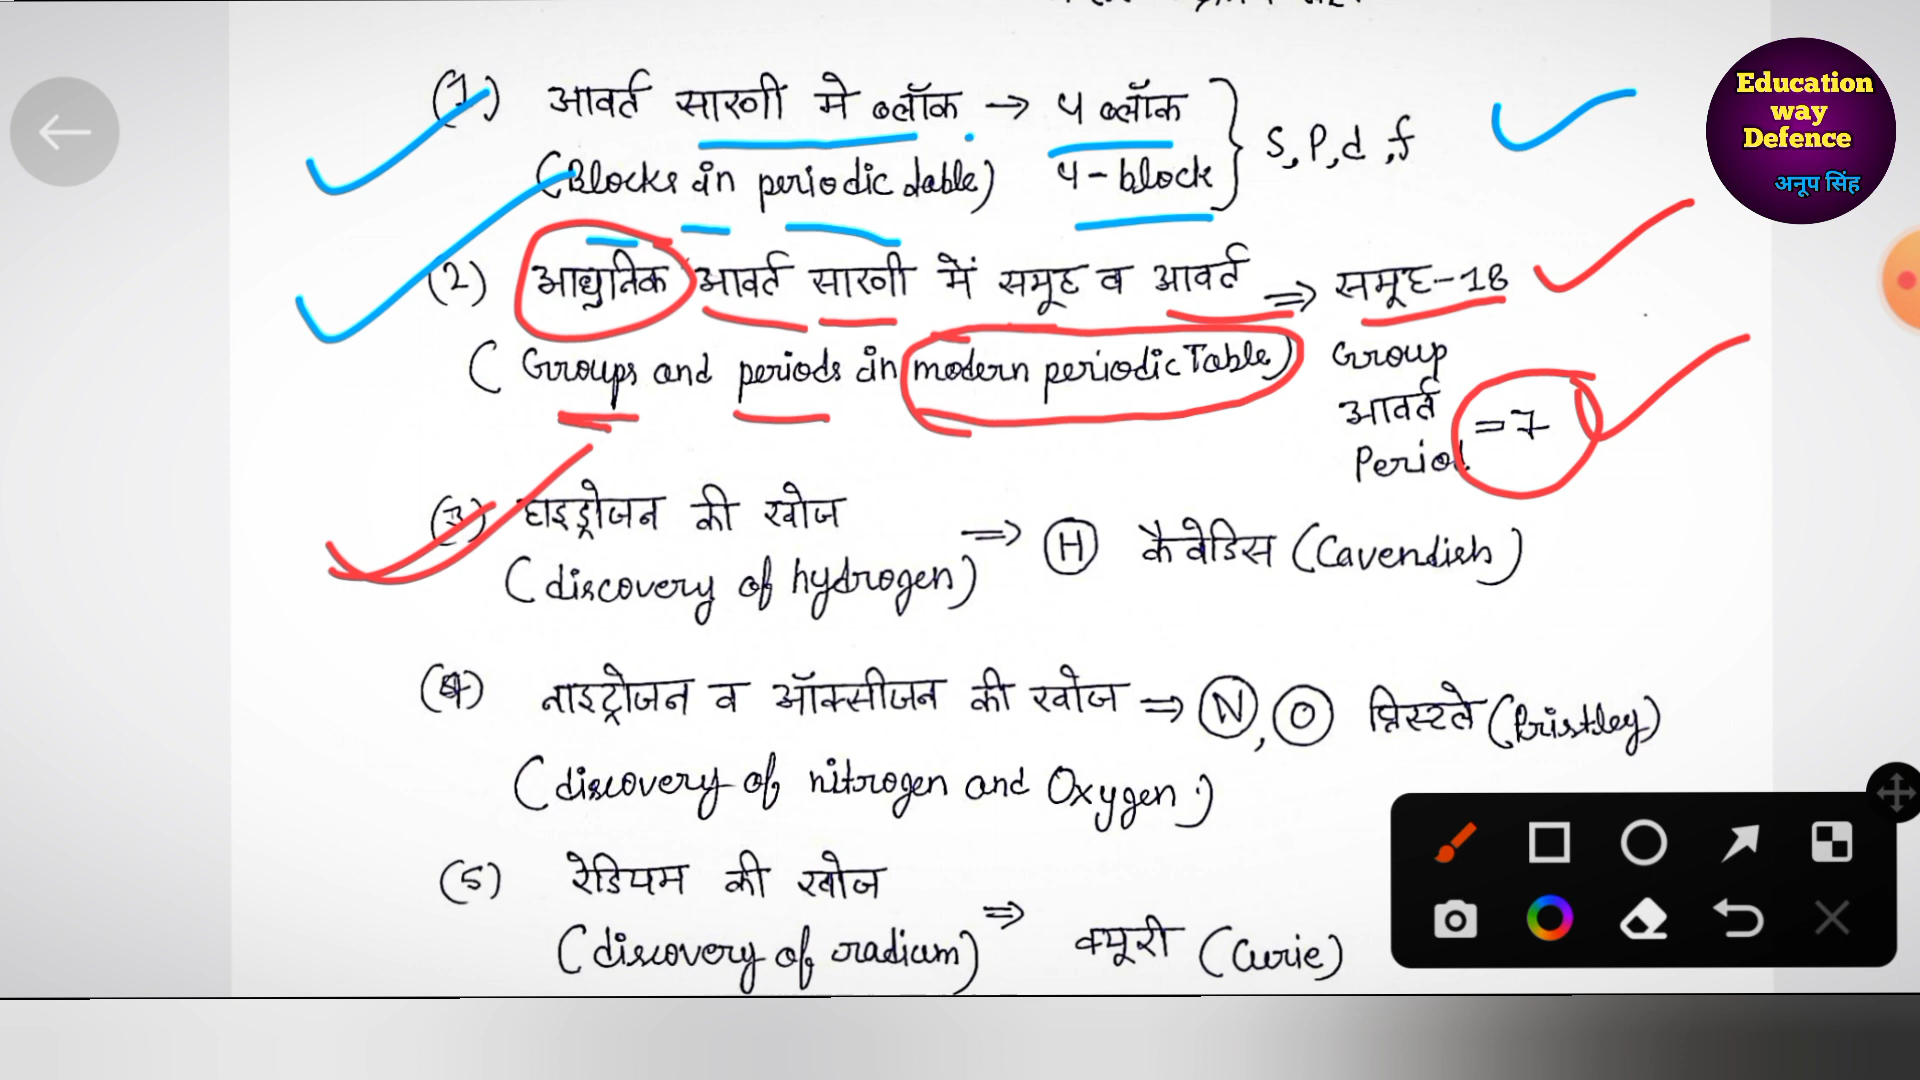 (1) आवर्त सारणी मे ब्लॉक → 4 ब्लॉक
(Blocks in periodic table) 4-block
S, P, d, f
(2) आधुनिक आवर्त सारणी में समूह व आवर्त ⇒ समूह-18
(Groups and periods in modern periodic Table) Group
आवर्त = 7
Period
(3) हाइड्रोजन की खोज
(discovery of hydrogen) ⇒ H कैवेंडिस (Cavendish)
(4) नाइट्रोजन व ऑक्सीजन की खोज ⇒ N, O प्रिस्टले (Pristley)
(discovery of nitrogen and Oxygen.)
(5) रेडियम की खोज
(discovery of radium) ⇒ क्यूरी (Curie)
Education
way
Defence
अनूप सिंह